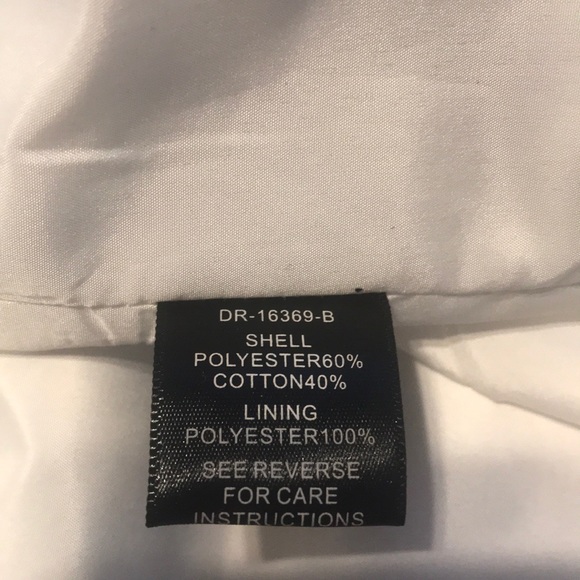 DR-16369-B
SHELL
POLYESTER60%
COTTON40%
LINING
POLYESTER100%
SEE REVERSE
FOR CARE
INSTRUCTIONS